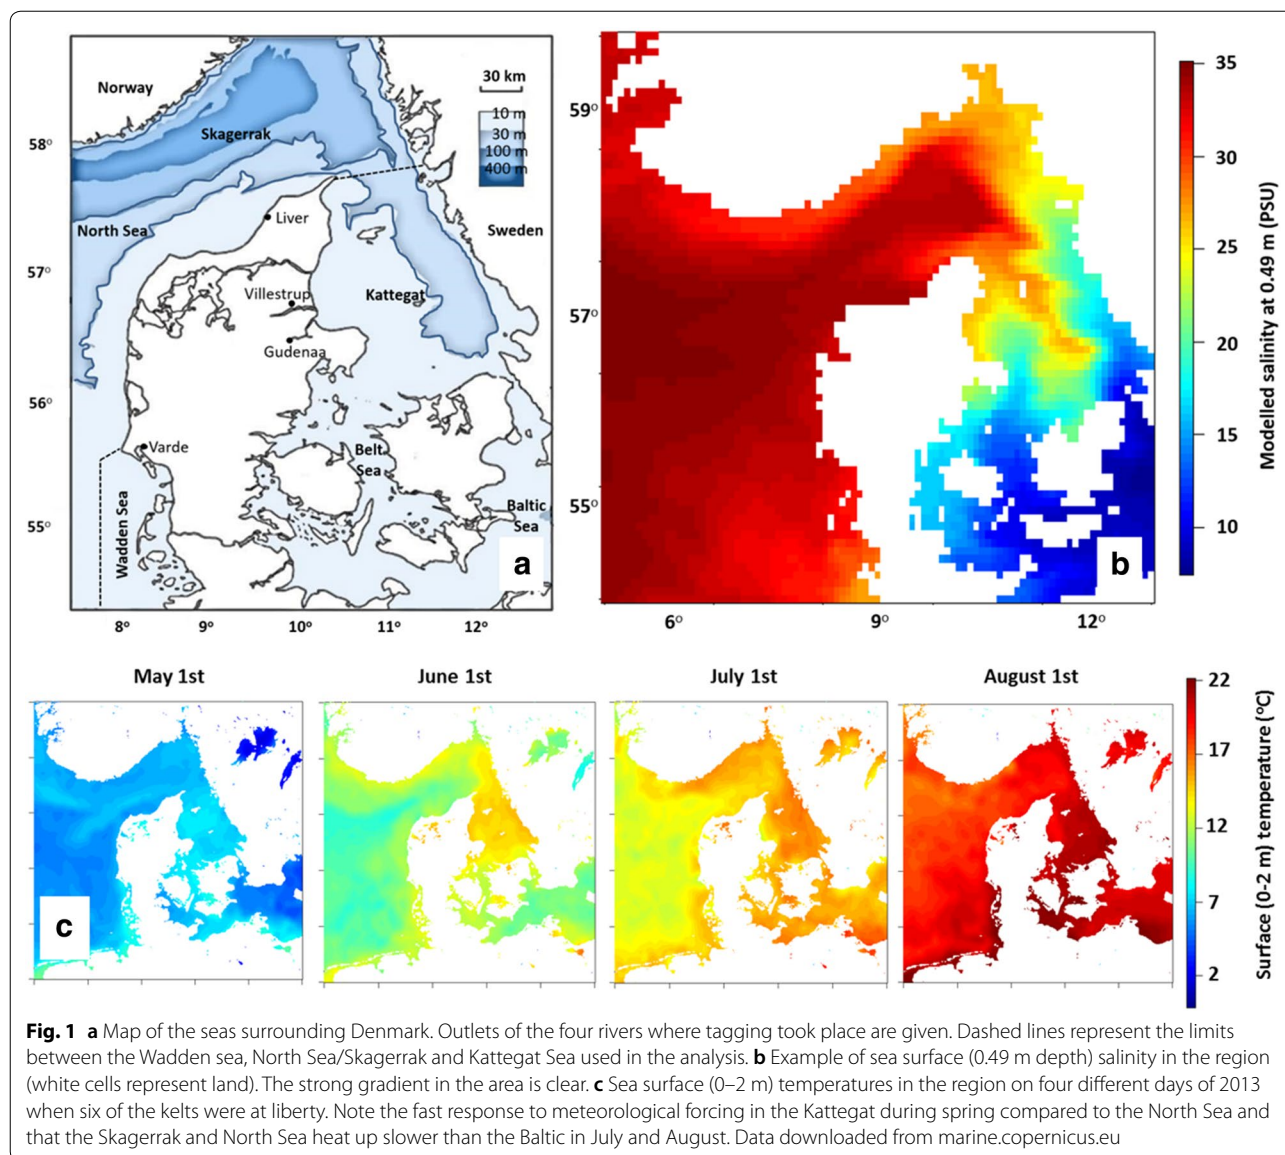 Norway
30 km
10 m
30 m
100 m
400 m
Skagerrak
58°
Liver
North Sea
Sweden
57°
Villestrup
Kattegat
Gudenaa
56°
Varde
Belt
Sea
Wadden Sea
Baltic
Sea
55°
a
8°
9°
10°
11°
12°
59°
57°
55°
b
6°
9°
12°
35
30
25
20
15
10
Modelled salinity at 0.49 m (PSU)
May 1st
June 1st
July 1st
August 1st
c
22
17
12
7
2
Surface (0-2 m) temperature (°C)
Fig. 1 a Map of the seas surrounding Denmark. Outlets of the four rivers where tagging took place are given. Dashed lines represent the limits
between the Wadden sea, North Sea/Skagerrak and Kattegat Sea used in the analysis. b Example of sea surface (0.49 m depth) salinity in the region
(white cells represent land). The strong gradient in the area is clear. c Sea surface (0–2 m) temperatures in the region on four different days of 2013
when six of the kelts were at liberty. Note the fast response to meteorological forcing in the Kattegat during spring compared to the North Sea and
that the Skagerrak and North Sea heat up slower than the Baltic in July and August. Data downloaded from marine.copernicus.eu